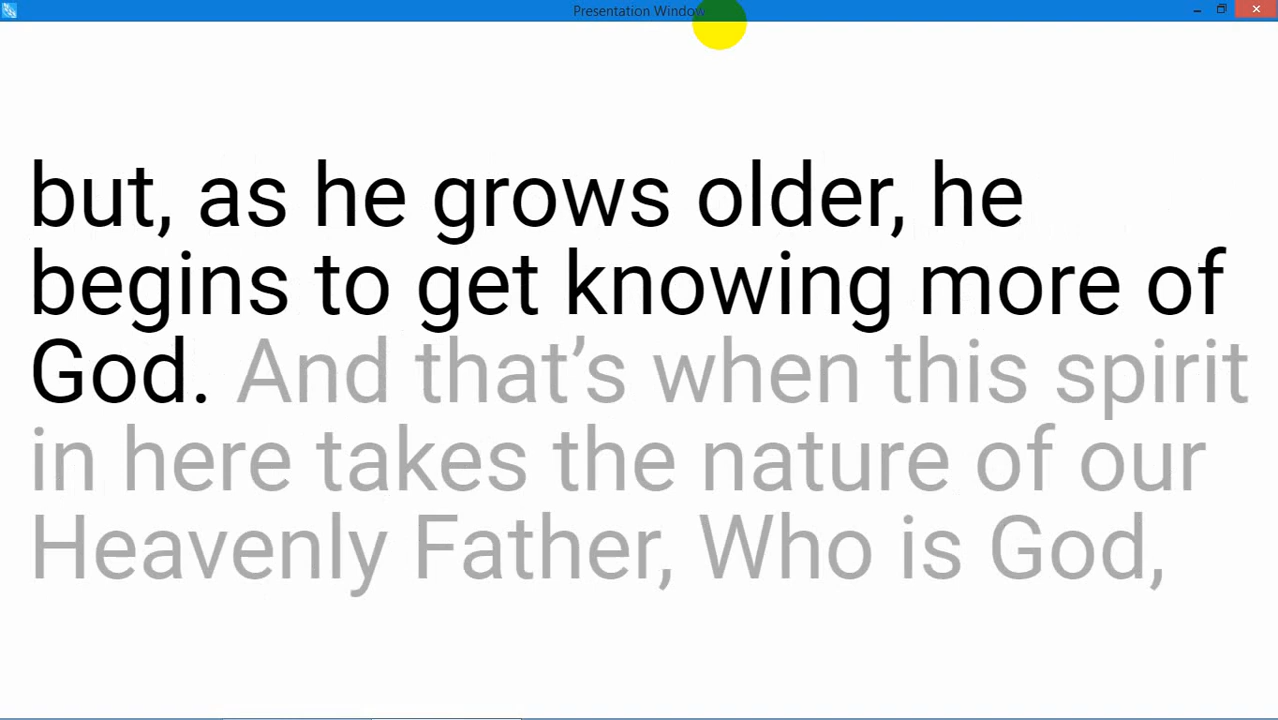 Presentation Window
but, as he grows older, he
begins to get knowing more of
God. And that’s when this spirit
in here takes the nature of our
Heavenly Father, Who is God,